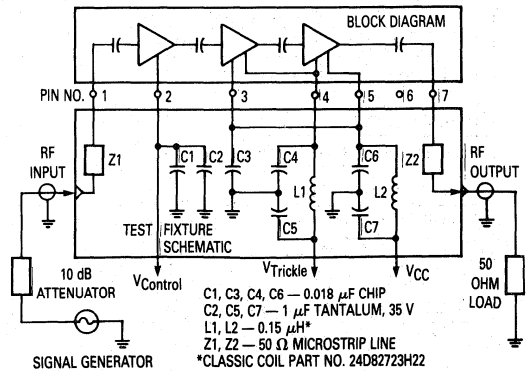 BLOCK DIAGRAM
PIN NO. 1 2 3 4 5 6 7
RF INPUT
Z1
C1 C2 C3 C4 C6 Z2
RF OUTPUT
L1 L2
C5 C7
TEST FIXTURE
SCHEMATIC
10 dB
ATTENUATOR
VControl
VTrickle
VCC
50
OHM
LOAD
SIGNAL GENERATOR
C1, C3, C4, C6 — 0.018 µF CHIP
C2, C5, C7 — 1 µF TANTALUM, 35 V
L1, L2 — 0.15 µH*
Z1, Z2 — 50 Ω MICROSTRIP LINE
*CLASSIC COIL PART NO. 24D82723H22